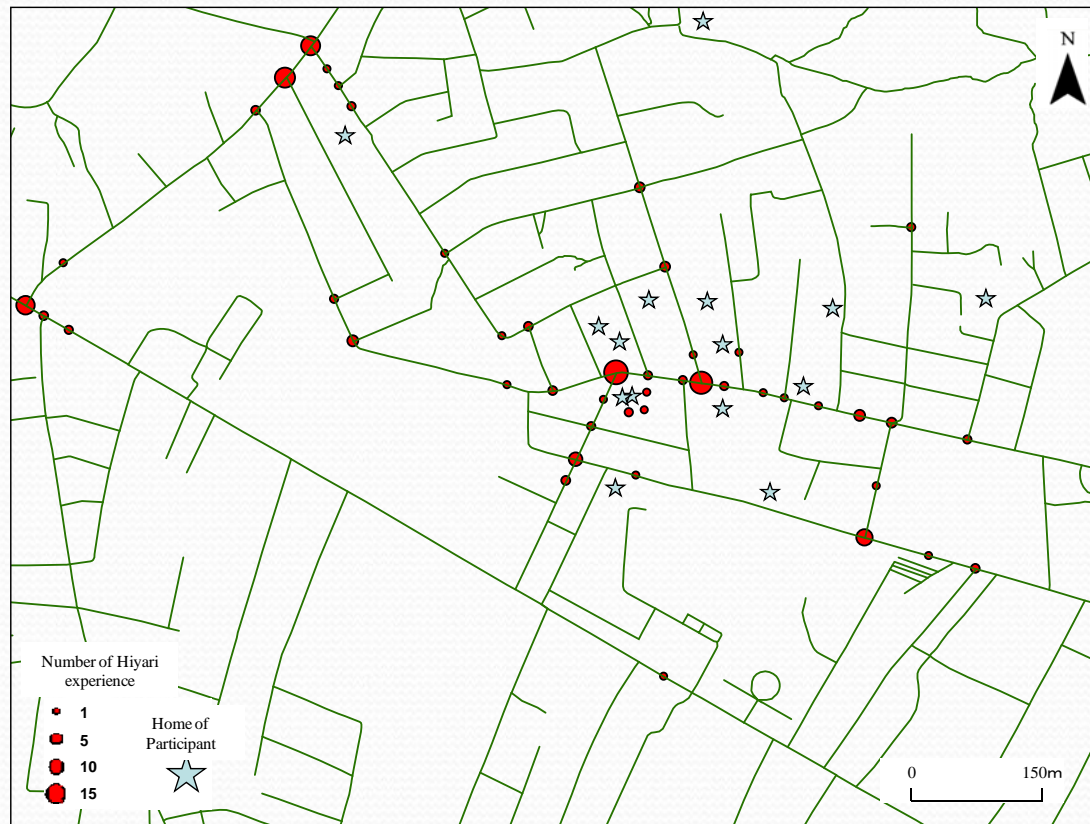 N
Number of Hiyari
experience
1
5
10
15
Home of
Participant
0 150m